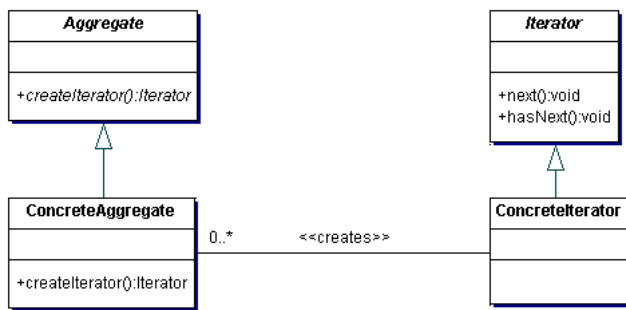 Aggregate
+createIterator():Iterator
Iterator
+next():void
+hasNext():void
ConcreteAggregate
+createIterator():Iterator
0..*
<<creates>>
ConcreteIterator